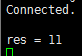 Connected.
res = 11